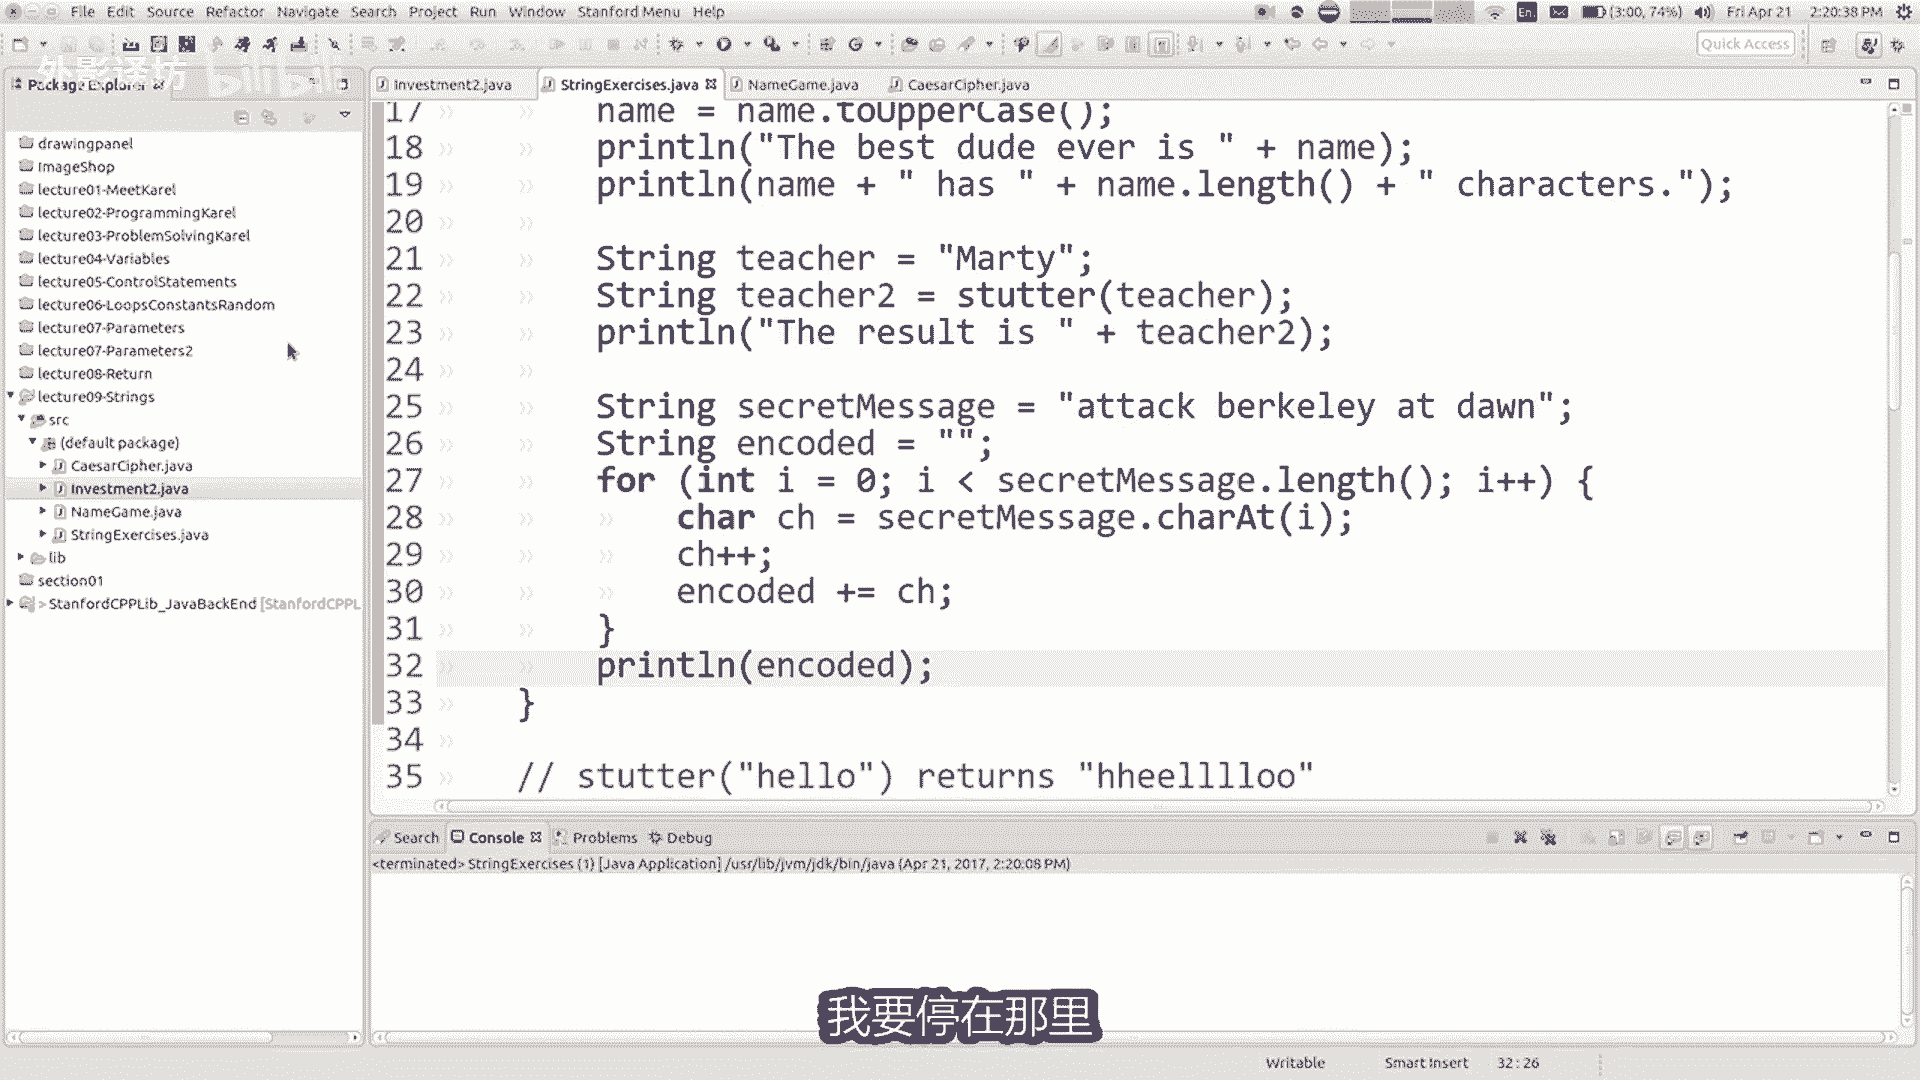 File Edit Source Refactor Navigate Search Project Run Window Stanford Menu Help
En (3:00, 74%) Fri Apr 21 2:20:38 PM
Quick Access
外影译坊 bilibili
Package Explorer
Investment2.java StringExercises.java NameGame.java CaesarCipher.java
drawingpanel
ImageShop
lecture01-MeetKarel
lecture02-ProgrammingKarel
lecture03-ProblemSolvingKarel
lecture04-Variables
lecture05-ControlStatements
lecture06-LoopsConstantsRandom
lecture07-Parameters
lecture07-Parameters2
lecture08-Return
lecture09-Strings
src
(default package)
CaesarCipher.java
Investment2.java
NameGame.java
StringExercises.java
lib
section01
> StanfordCPPLib_JavaBackEnd [StanfordCPPL
17 name = name.toUpperCase();
18 println("The best dude ever is " + name);
19 println(name + " has " + name.length() + " characters.");
20
21 String teacher = "Marty";
22 String teacher2 = stutter(teacher);
23 println("The result is " + teacher2);
24
25 String secretMessage = "attack berkeley at dawn";
26 String encoded = "";
27 for (int i = 0; i < secretMessage.length(); i++) {
28 char ch = secretMessage.charAt(i);
29 ch++;
30 encoded += ch;
31 }
32 println(encoded);
33 }
34
35 // stutter("hello") returns "hheelllloo"
Search Console Problems Debug
<terminated> StringExercises (1) [Java Application] /usr/lib/jvm/jdk/bin/java (Apr 21, 2017, 2:20:08 PM)
我要停在那里
Writable Smart Insert 32 : 26